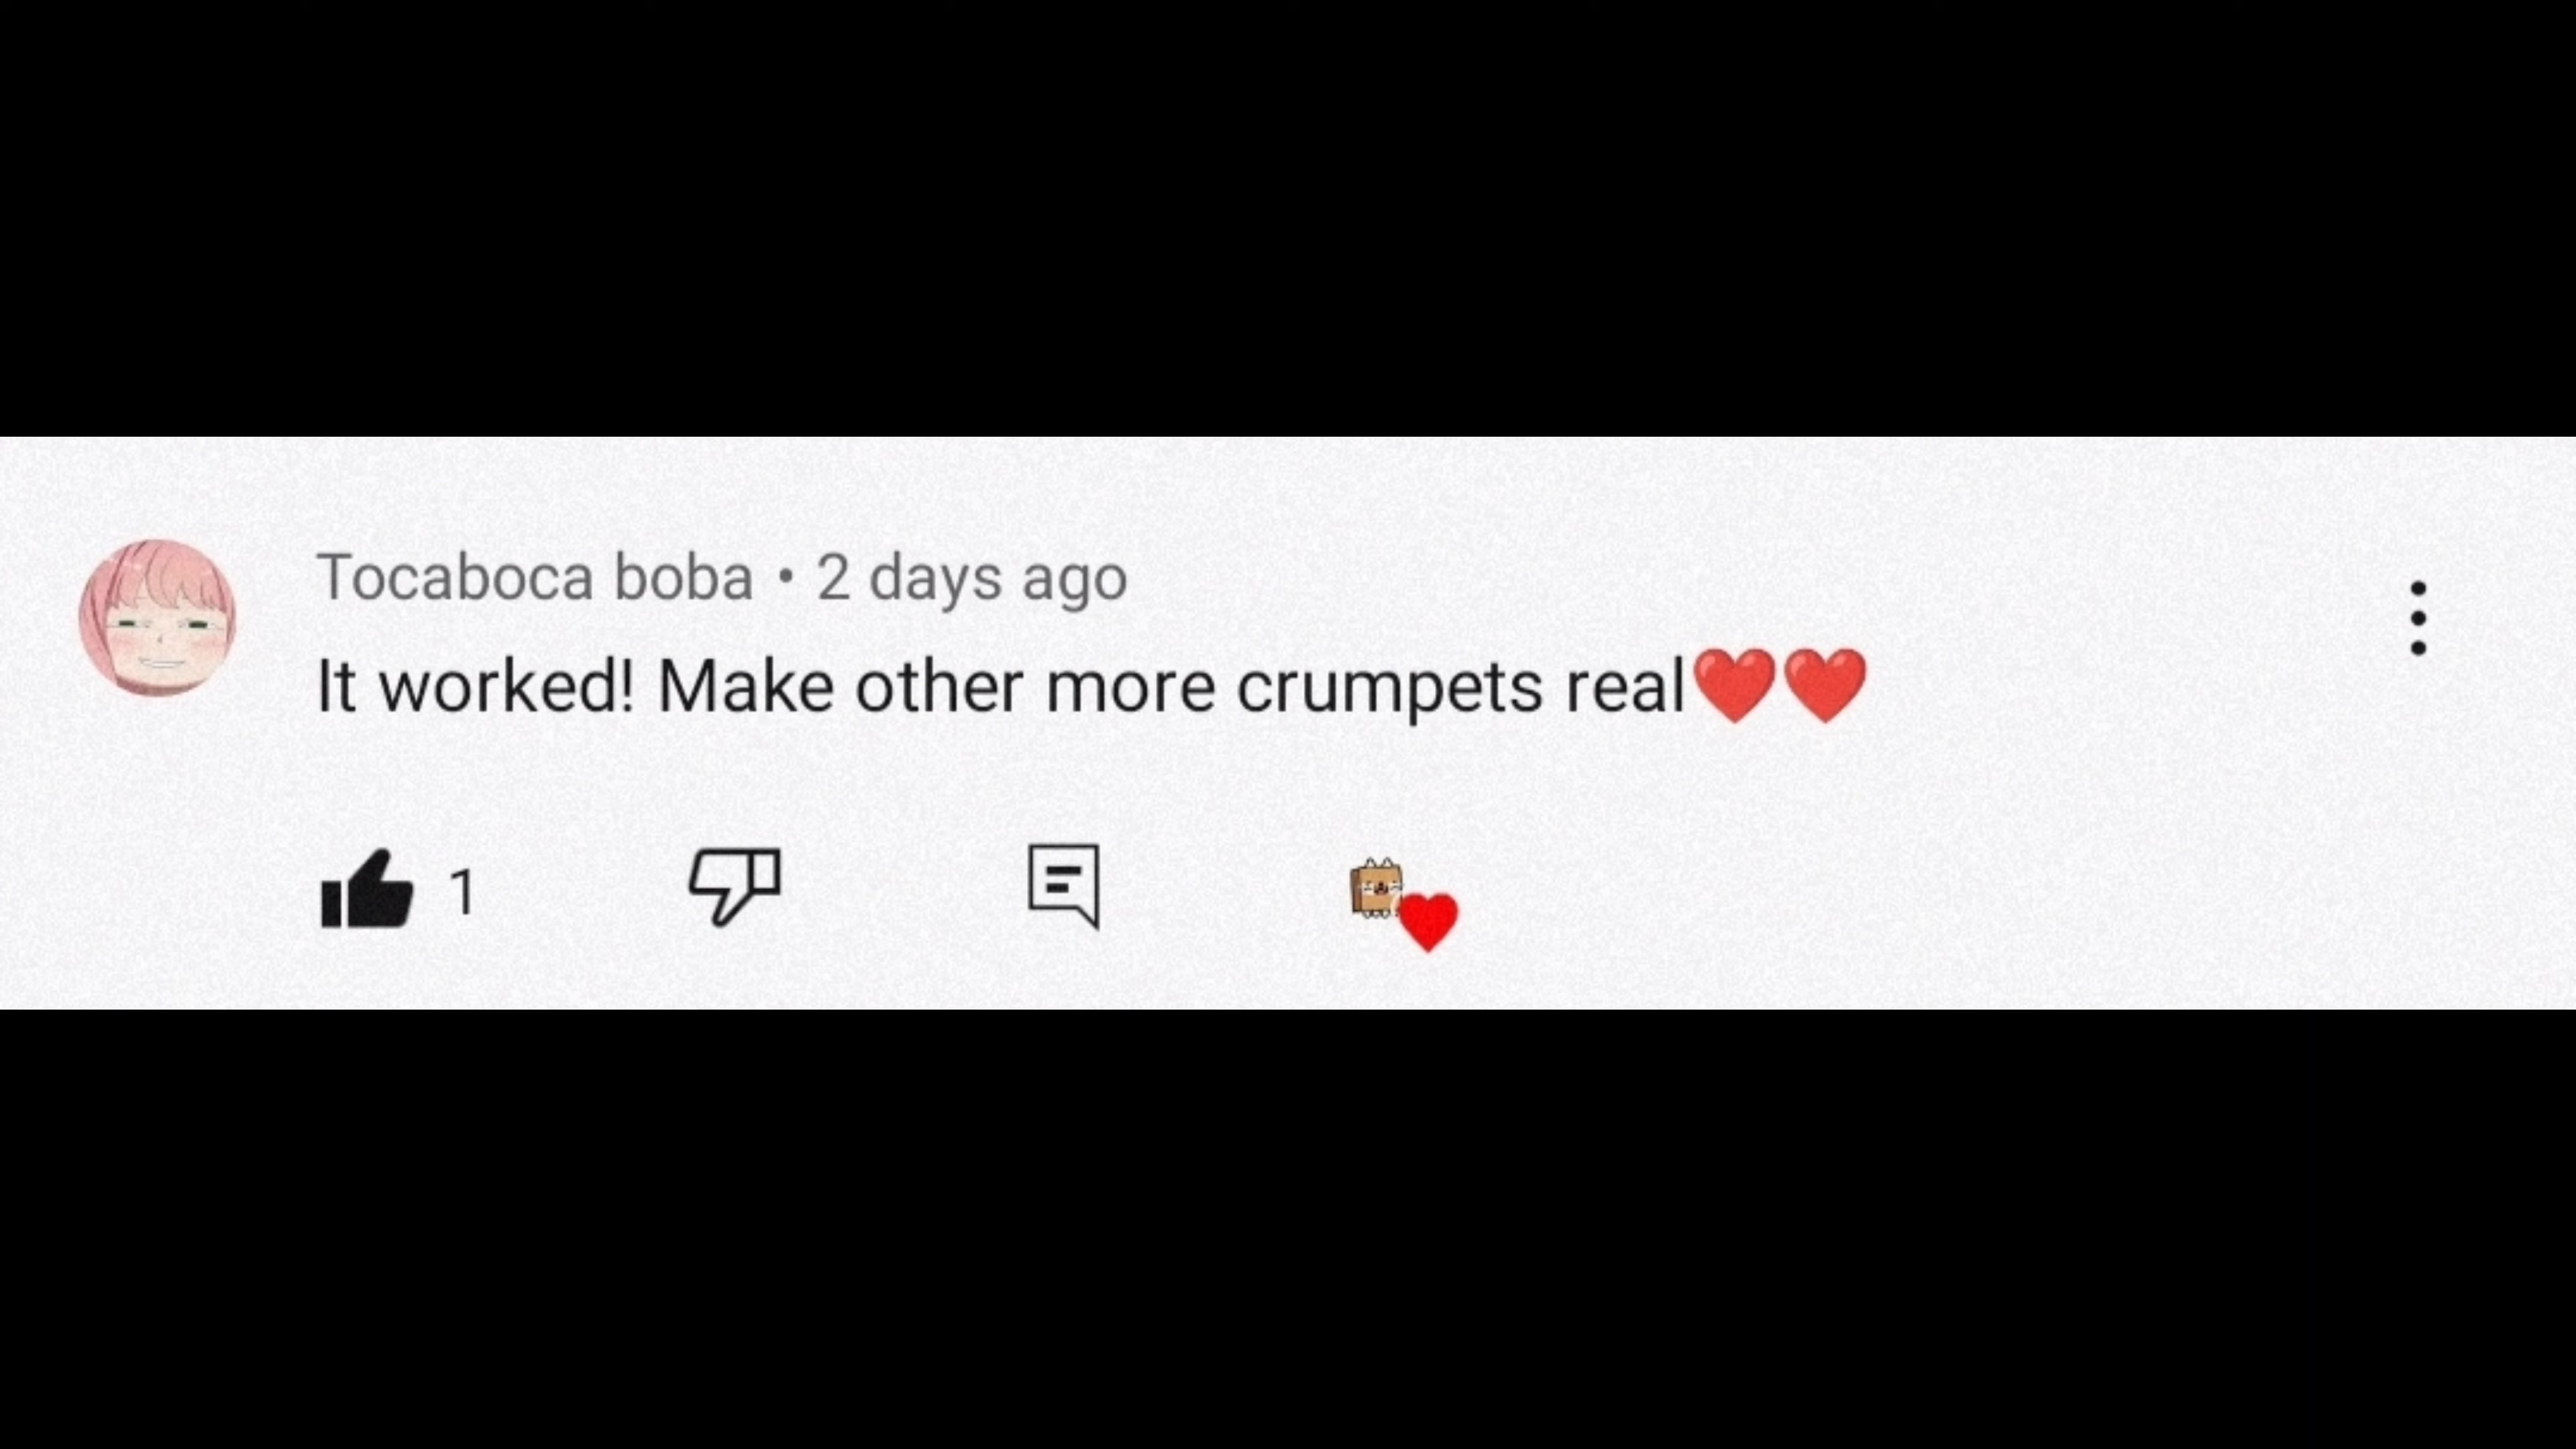 Tocaboca boba • 2 days ago
It worked! Make other more crumpets real❤️❤️
1